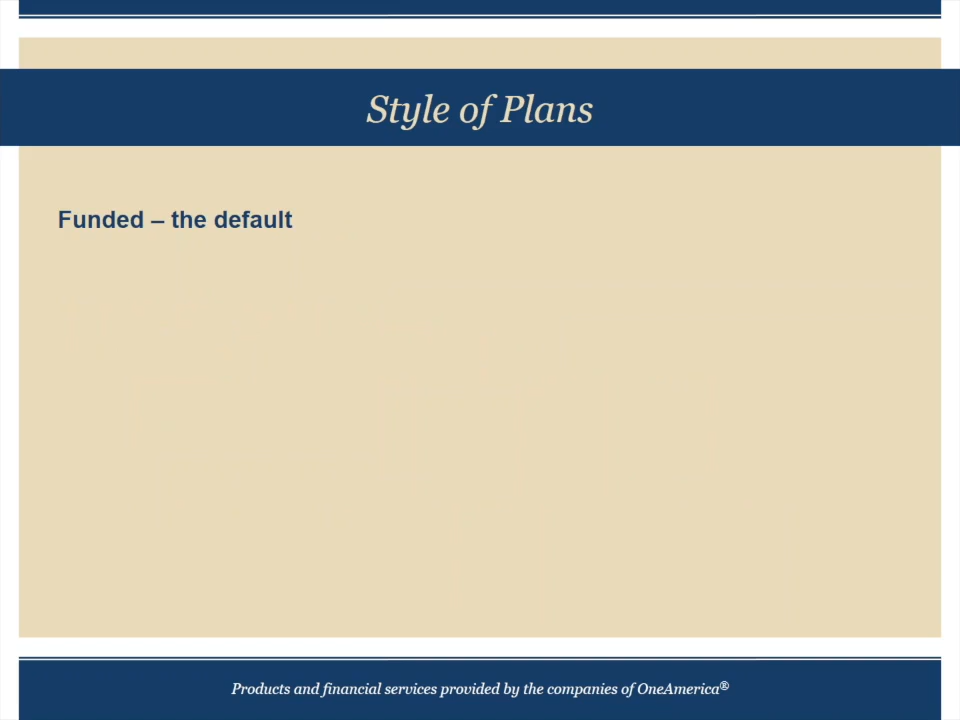 Style of Plans
Funded – the default
Products and financial services provided by the companies of OneAmerica®